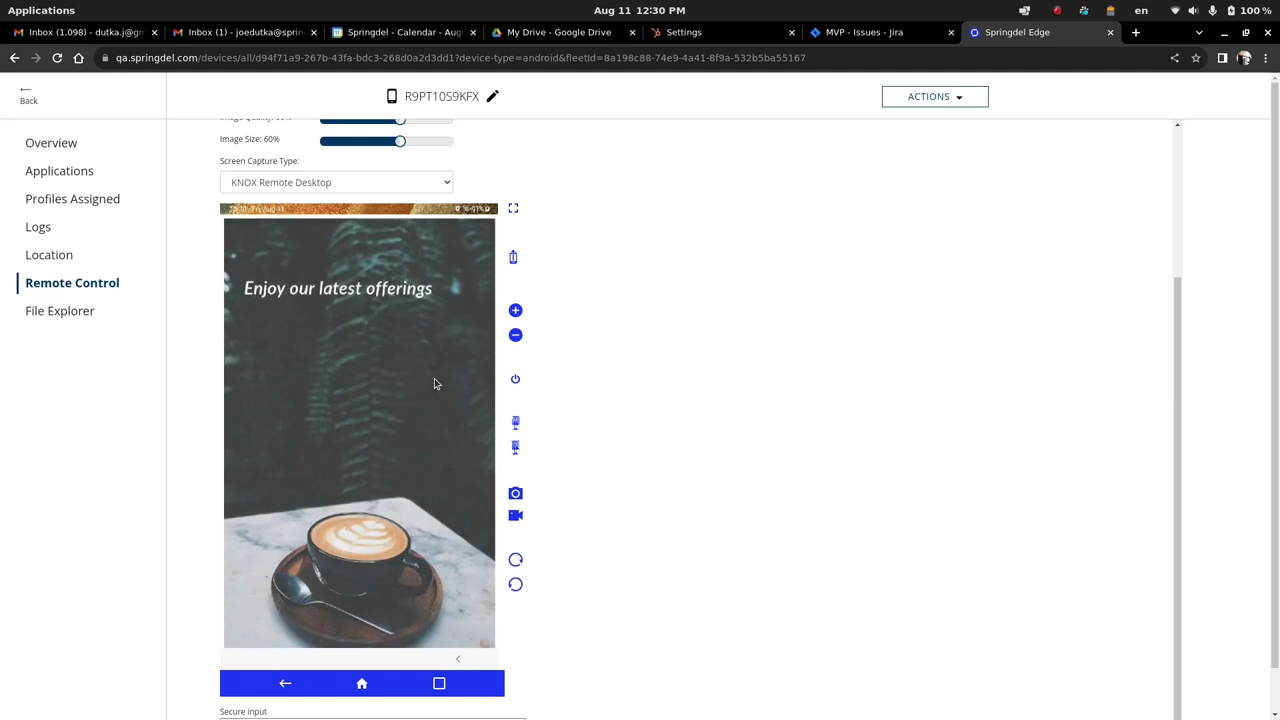 Applications
Aug 11 12:30 PM
en
100 %
Inbox (1,098) - dutka.j@gm
Inbox (1) - joedutka@sprin
Springdel - Calendar - Aug
My Drive - Google Drive
Settings
MVP - Issues - Jira
Springdel Edge
qa.springdel.com/devices/all/d94f71a9-267b-43fa-bdc3-268d0a2d3dd1?device-type=android&fleetId=8a198c88-74e9-4a41-8f9a-532b5ba55167
Back
R9PT10S9KFX
ACTIONS
Overview
Applications
Profiles Assigned
Logs
Location
Remote Control
File Explorer
Image Size: 60%
Screen Capture Type:
KNOX Remote Desktop
Enjoy our latest offerings
Secure input